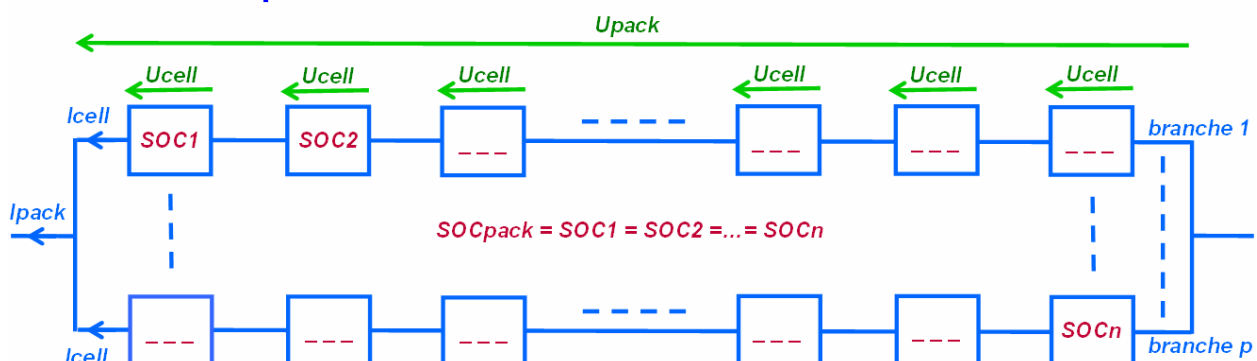 Upack
Ucell Ucell Ucell Ucell Ucell Ucell
Icell
SOC1 SOC2 _ _ _ _ _ _ _ _ _ _ _ _ branche 1
Ipack
SOCpack = SOC1 = SOC2 =...= SOCn
_ _ _ _ _ _ _ _ _ _ _ _ _ _ _ SOCn
Icell branche p